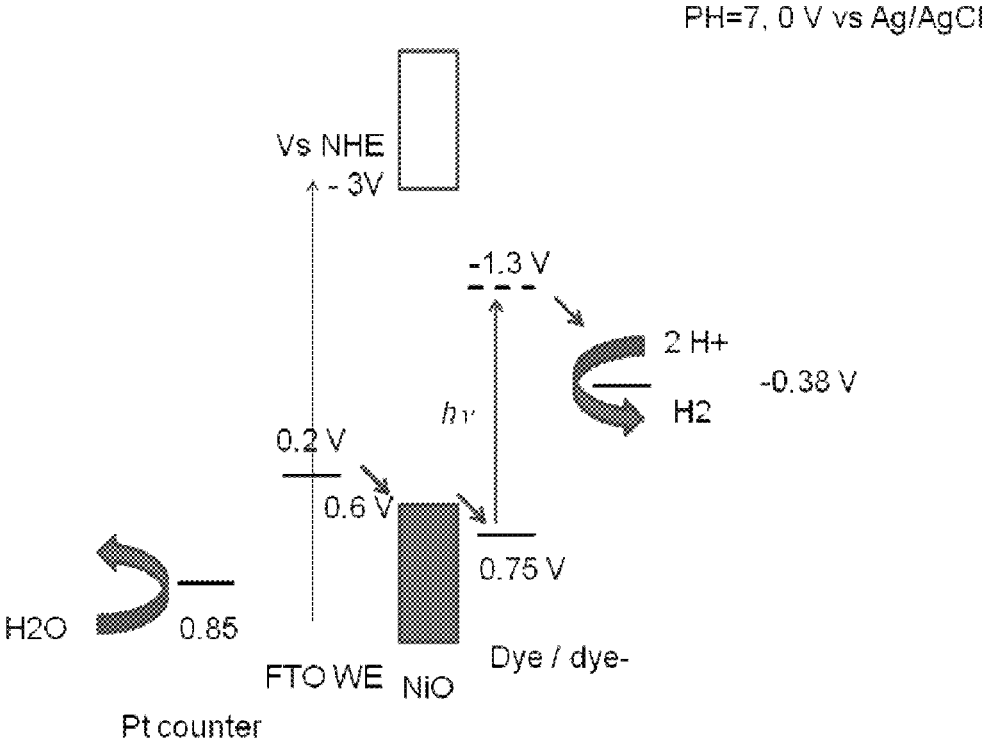 PH=7, 0 V vs Ag/AgCl
Vs NHE
- 3V
-1.3 V
2 H+
-0.38 V
hν
H2
0.2 V
0.6 V
0.75 V
H2O
0.85
Dye / dye-
FTO WE
NiO
Pt counter